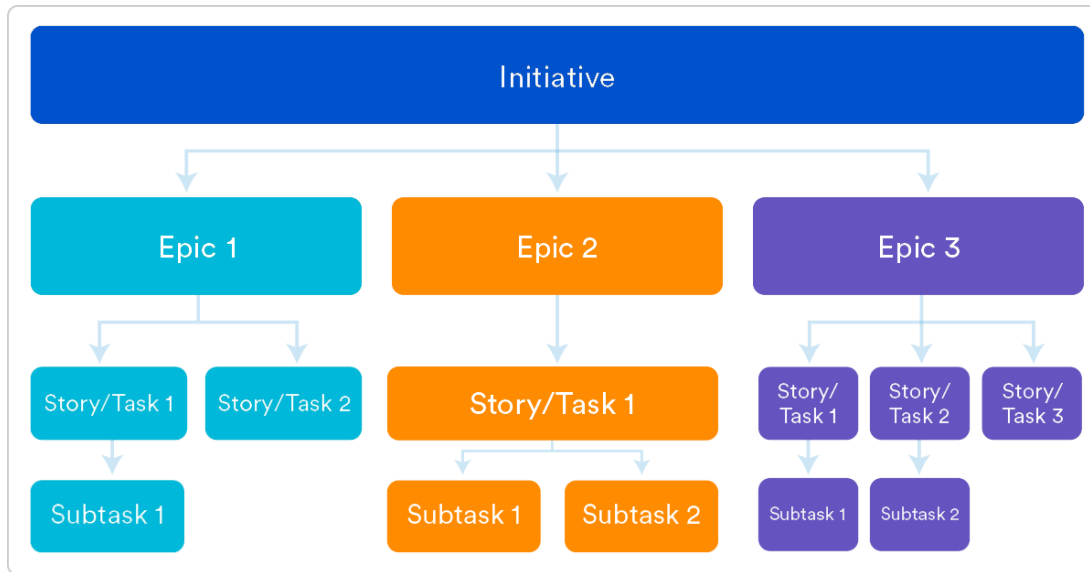 Initiative
Epic 1
Epic 2
Epic 3
Story/Task 1
Story/Task 2
Story/Task 1
Story/
Task 1
Story/
Task 2
Story/
Task 3
Subtask 1
Subtask 1
Subtask 2
Subtask 1
Subtask 2